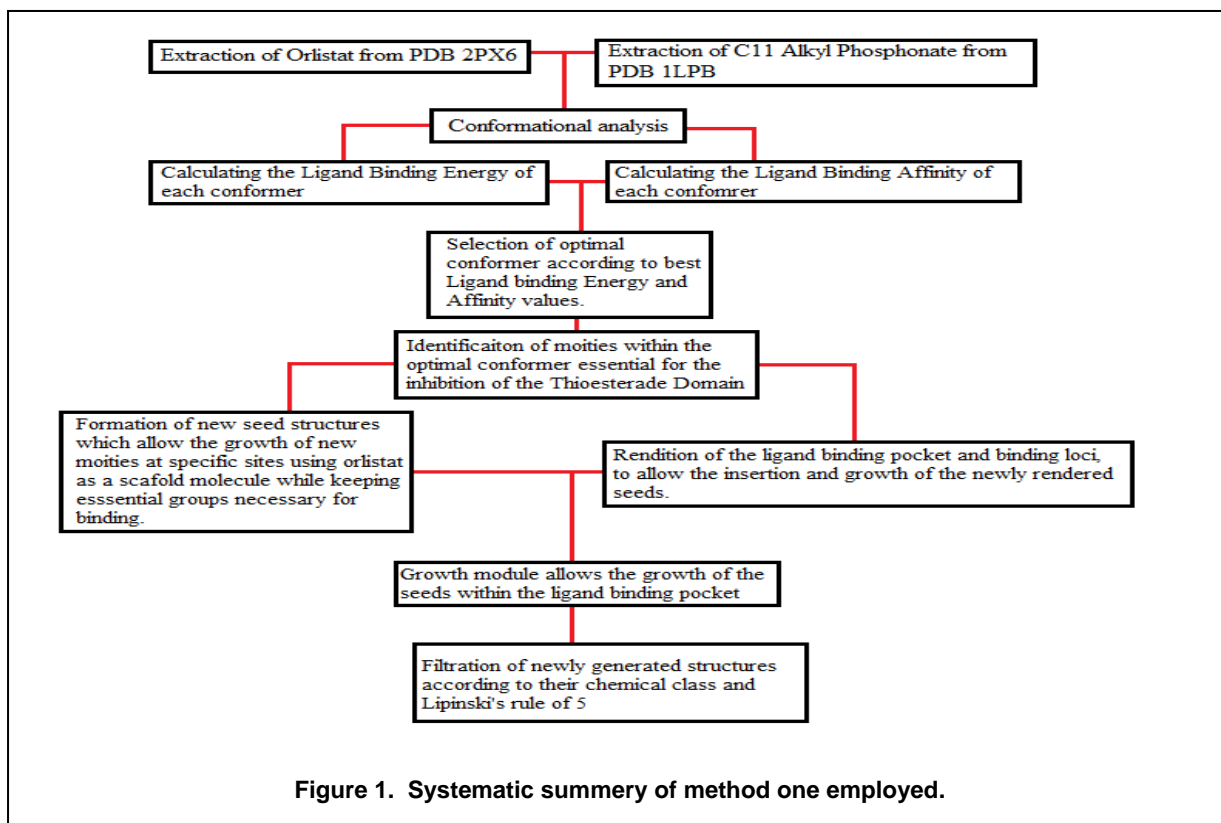 Extraction of Orlistat from PDB 2PX6
Extraction of C11 Alkyl Phosphonate from
PDB 1LPB
Conformational analysis
Calculating the Ligand Binding Energy of
each conformer
Calculating the Ligand Binding Affinity of
each confomrer
Selection of optimal
conformer according to best
Ligand binding Energy and
Affinity values.
Identificaiton of moities within the
optimal conformer essential for the
inhibition of the Thioesterade Domain
Formation of new seed structures
which allow the growth of new
moities at specific sites using orlistat
as a scafold molecule while keeping
esssential groups necessary for
binding.
Rendition of the ligand binding pocket and binding loci,
to allow the insertion and growth of the newly rendered
seeds.
Growth module allows the growth of the
seeds within the ligand binding pocket
Filtration of newly generated structures
according to their chemical class and
Lipinski's rule of 5
Figure 1. Systematic summery of method one employed.